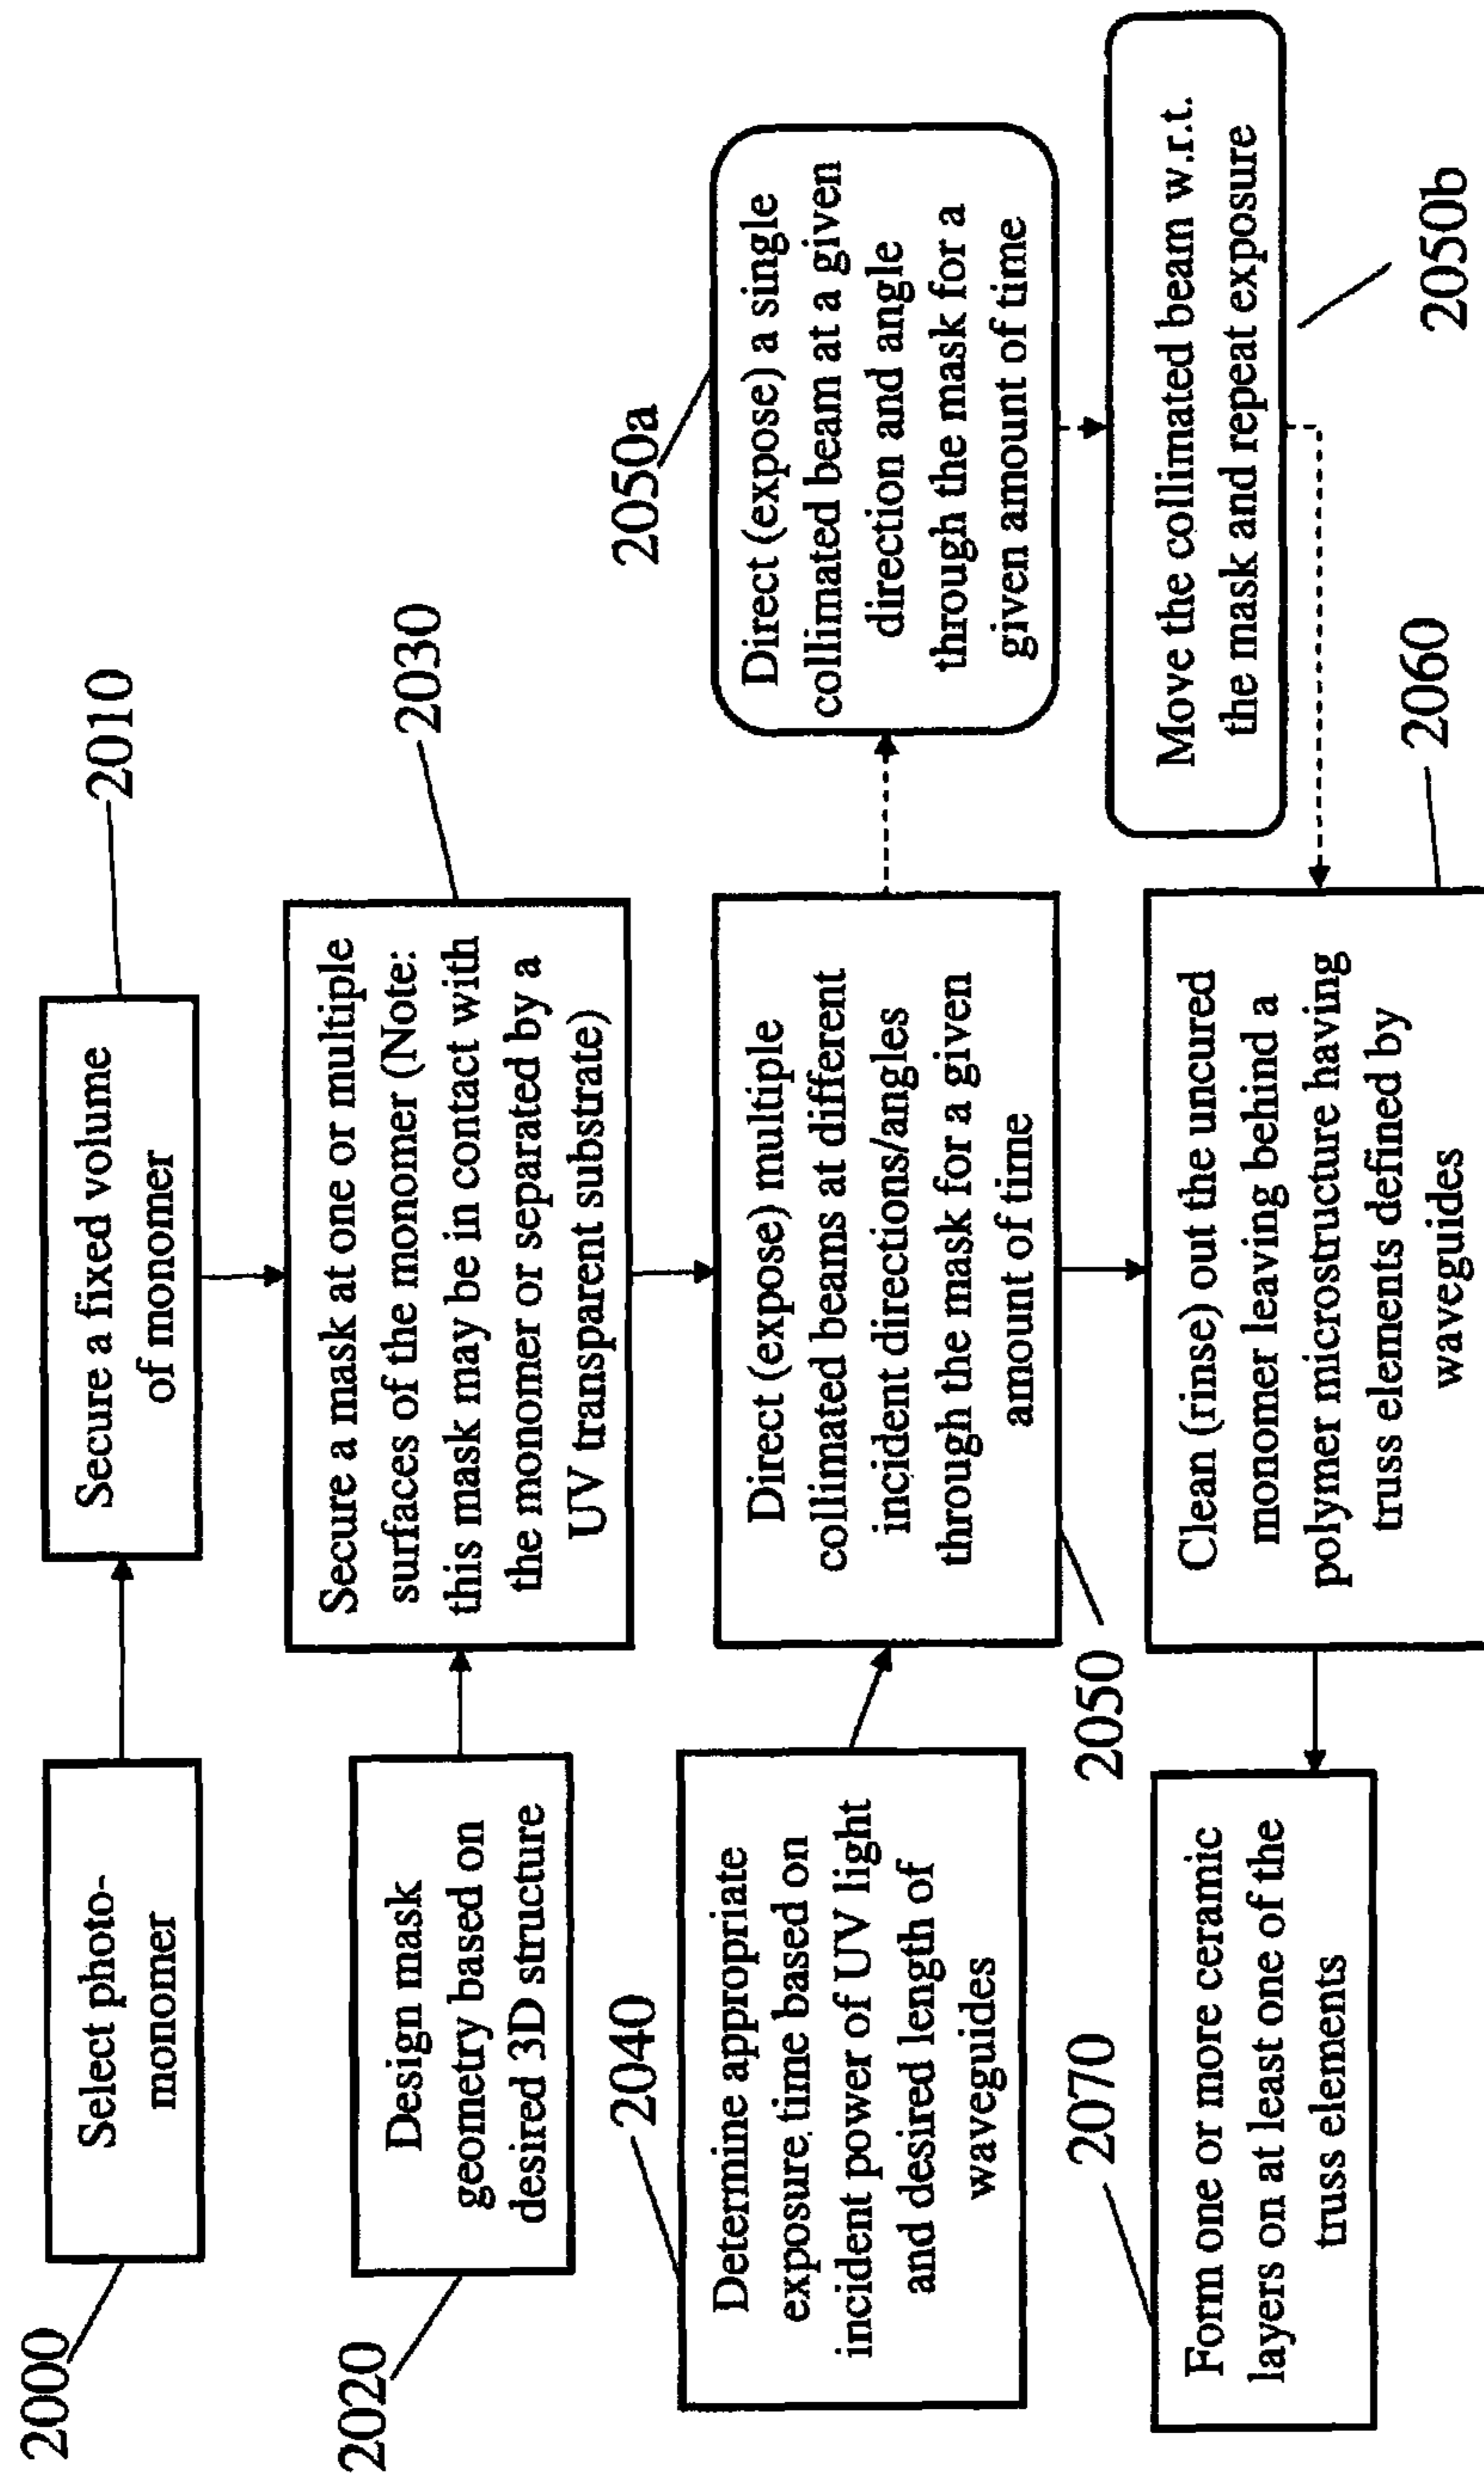 2000
Select photo-
monomer
Secure a fixed volume
of monomer
2010
2020
Design mask
geometry based on
desired 3D structure
Secure a mask at one or multiple
surfaces of the monomer (Note:
this mask may be in contact with
the monomer or separated by a
UV transparent substrate)
2030
2040
Determine appropriate
exposure time based on
incident power of UV light
and desired length of
waveguides
Direct (expose) multiple
collimated beams at different
incident directions/angles
through the mask for a given
amount of time
2050
2050a
Direct (expose) a single
collimated beam at a given
direction and angle
through the mask for a
given amount of time
Move the collimated beam w.r.t.
the mask and repeat exposure
2050b
2070
Form one or more ceramic
layers on at least one of the
truss elements
Clean (rinse) out the uncured
monomer leaving behind a
polymer microstructure having
truss elements defined by
waveguides
2060